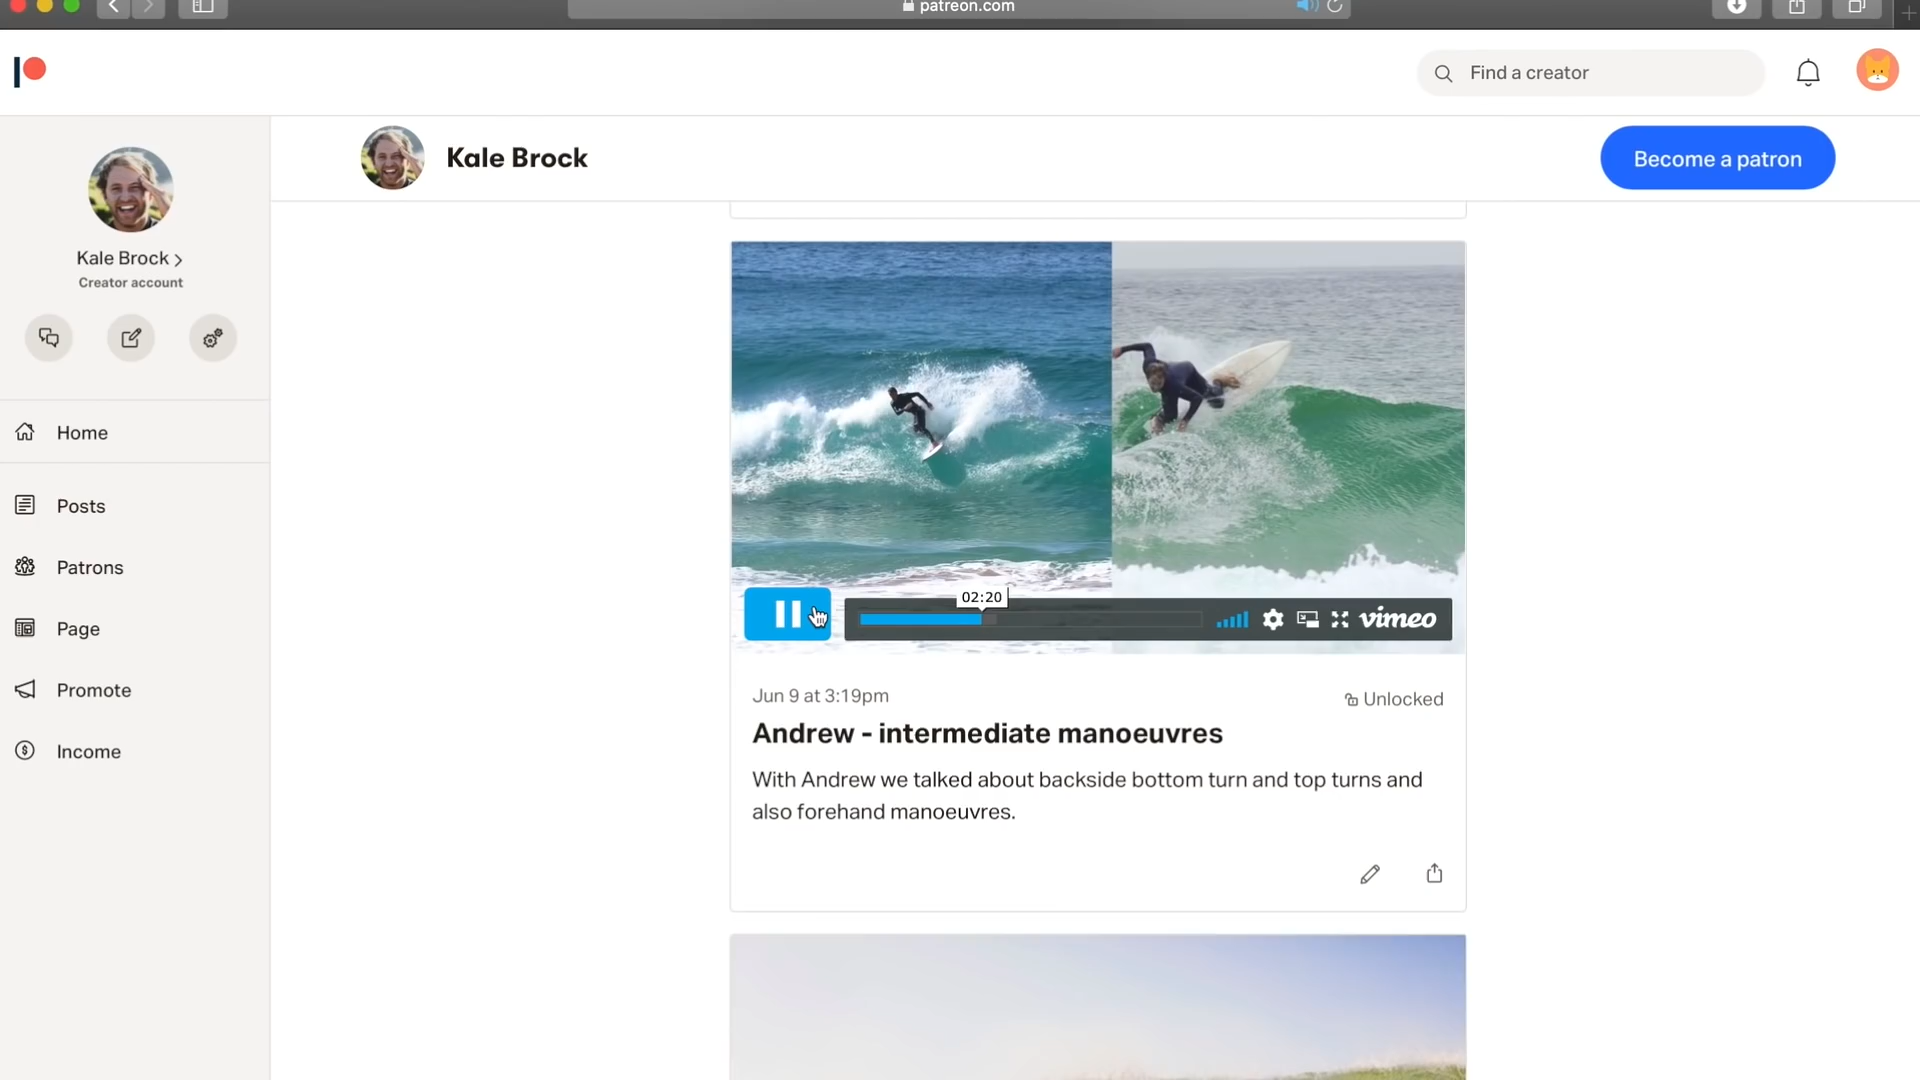 patreon.com
Find a creator
Kale Brock
Become a patron
Kale Brock
Creator account
Home
Posts
Patrons
Page
Promote
Income
02:20
vimeo
Jun 9 at 3:19pm
Unlocked
Andrew - intermediate manoeuvres
With Andrew we talked about backside bottom turn and top turns and
also forehand manoeuvres.